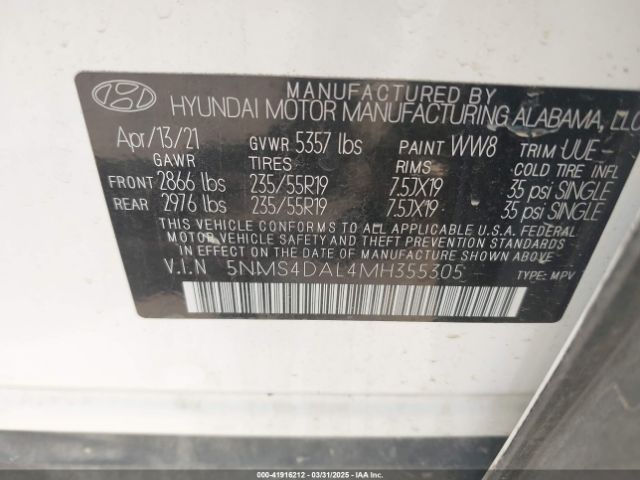 MANUFACTURED BY
HYUNDAI MOTOR MANUFACTURING ALABAMA, LLC
Apr/13/21 GVWR 5357 lbs PAINT WW8 TRIM UUE
GAWR TIRES RIMS COLD TIRE INFL
FRONT 2866 lbs 235/55R19 7.5JX19 35 psi SINGLE
REAR 2976 lbs 235/55R19 7.5JX19 35 psi SINGLE
THIS VEHICLE CONFORMS TO ALL APPLICABLE U.S.A. FEDERAL
MOTOR VEHICLE SAFETY AND THEFT PREVENTION STANDARDS
IN EFFECT ON THE DATE OF MANUFACTURE SHOWN ABOVE.
V.I.N 5NMS4DAL4MH355305 TYPE: MPV
000-41916212 - 03/31/2025 - IAAI.COM